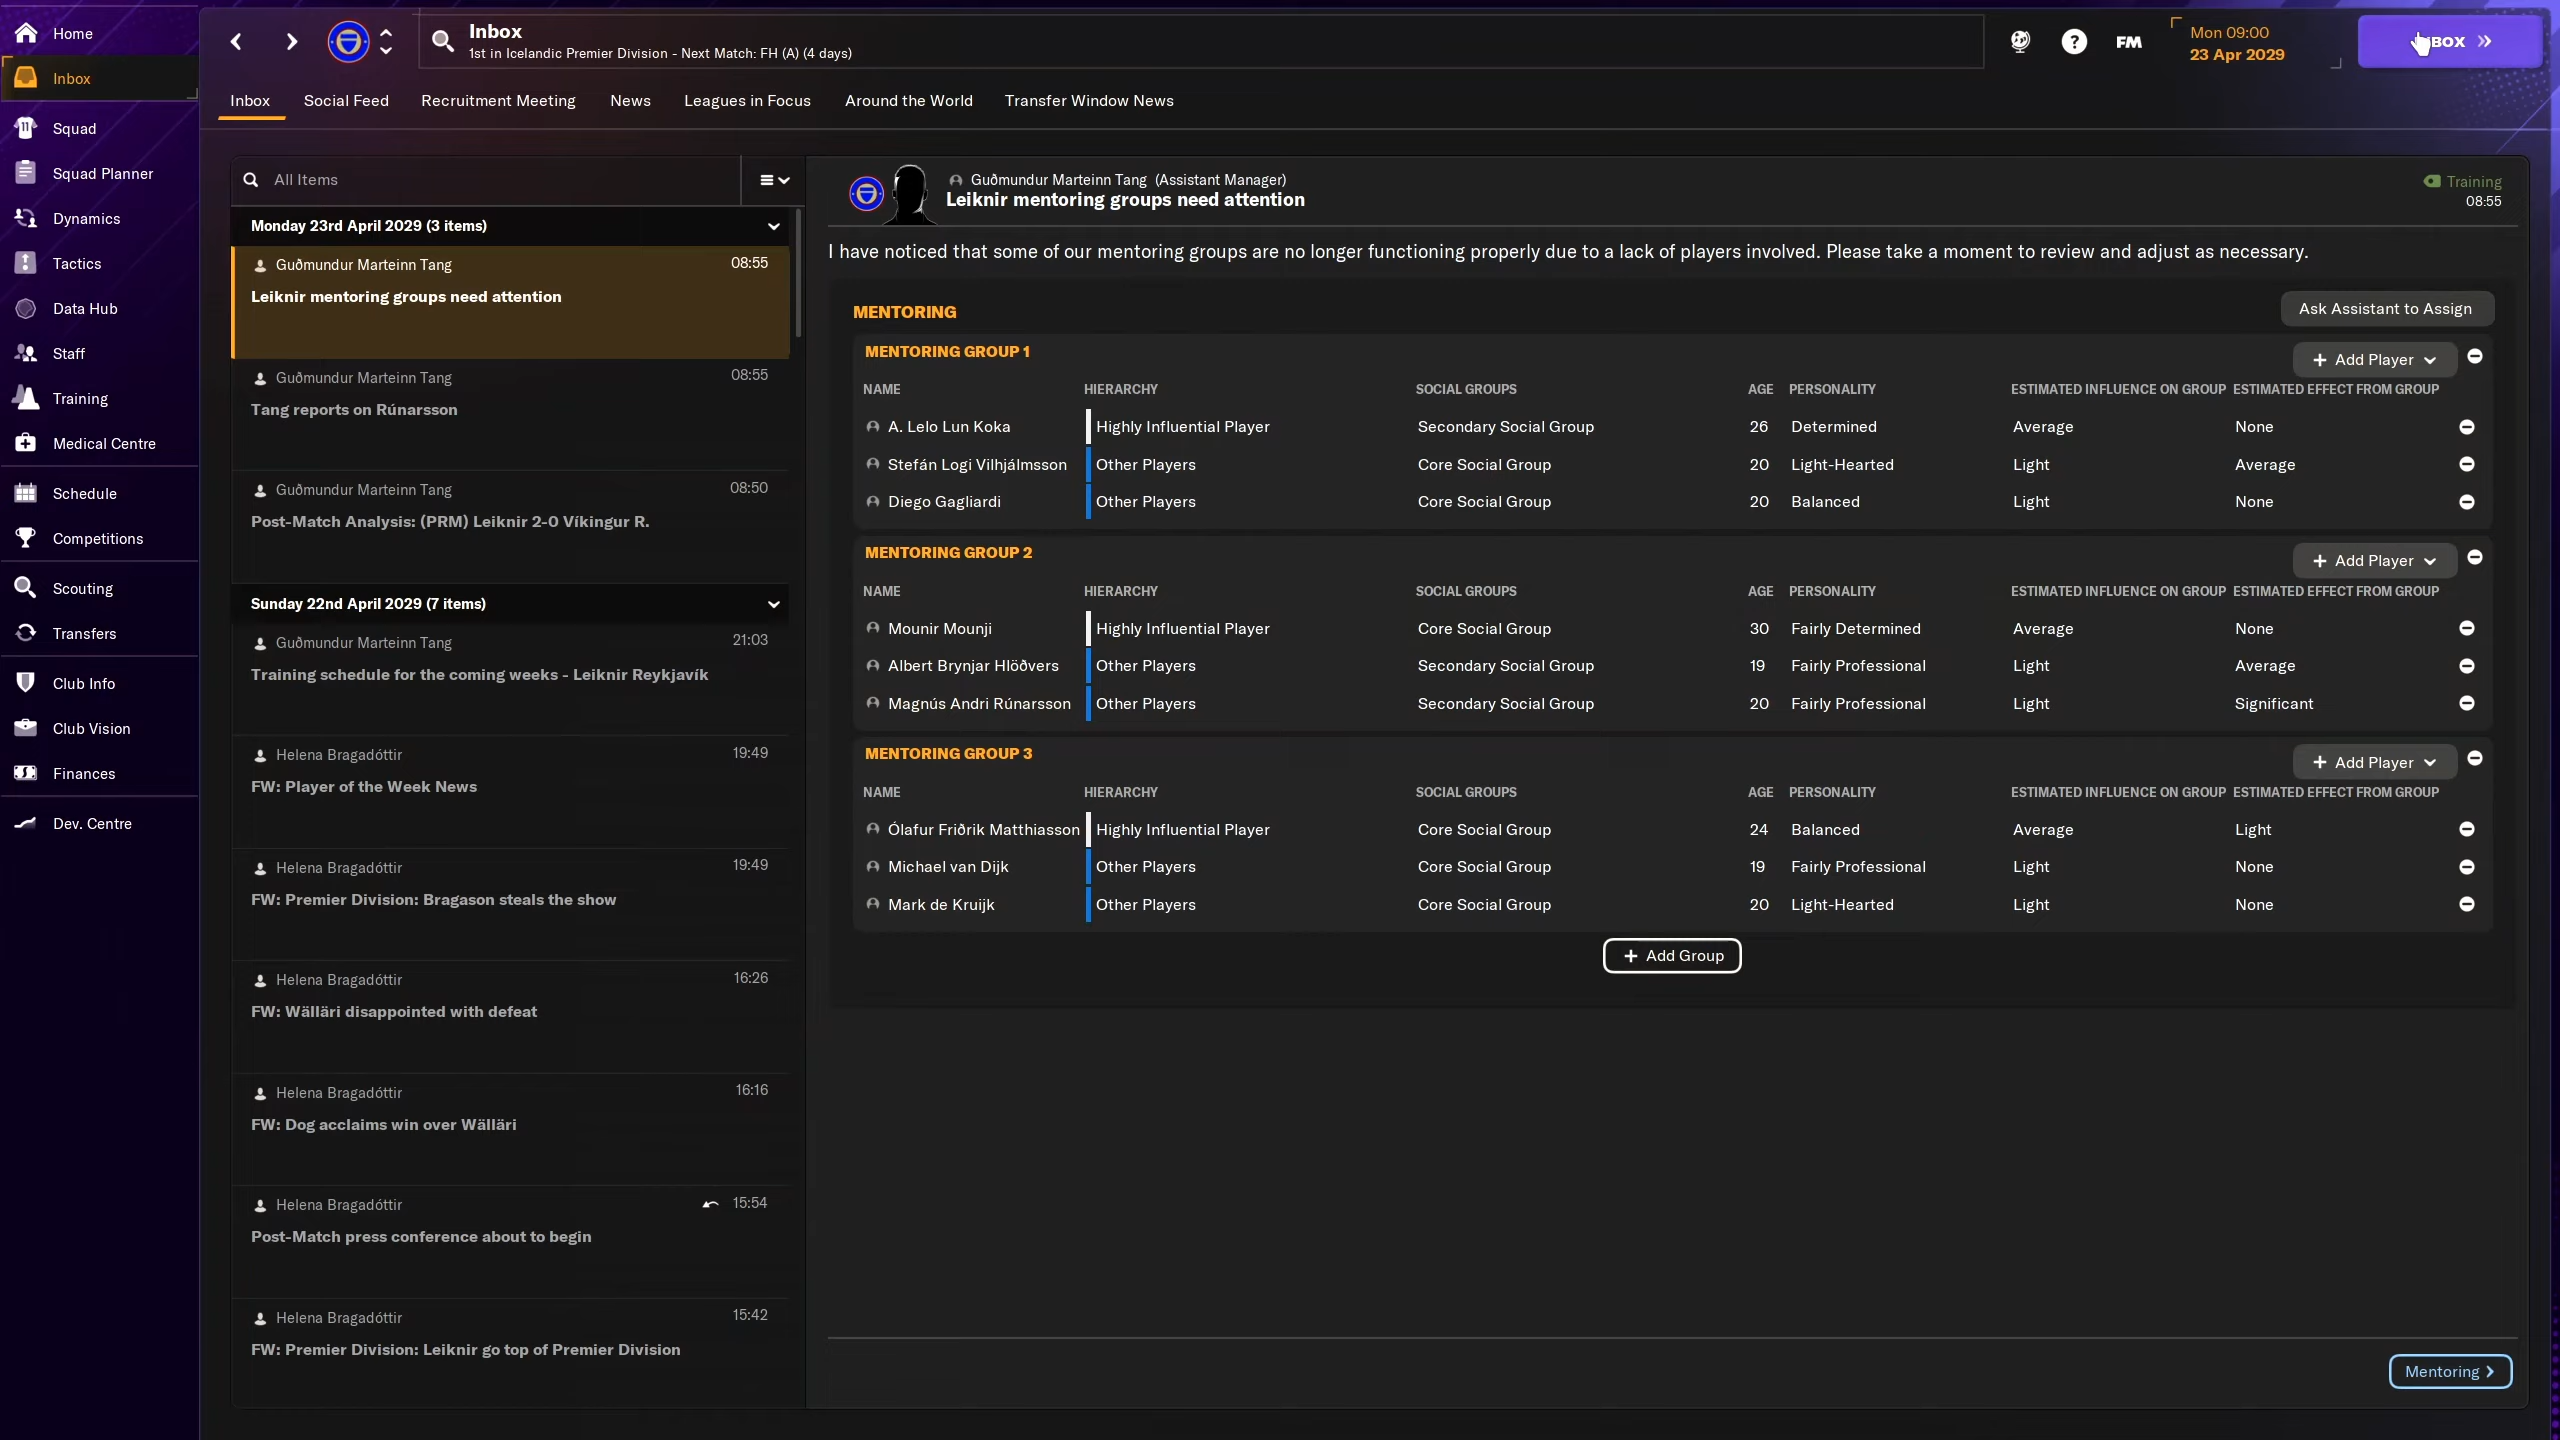 Home
Inbox
Squad
Squad Planner
Dynamics
Tactics
Data Hub
Staff
Training
Medical Centre
Schedule
Competitions
Scouting
Transfers
Club Info
Club Vision
Finances
Dev. Centre
Inbox
1st in Icelandic Premier Division - Next Match: FH (A) (4 days)
? FM
Mon 09:00
23 Apr 2029
Inbox Social Feed Recruitment Meeting News Leagues in Focus Around the World Transfer Window News
All Items
Monday 23rd April 2029 (3 items)
Guðmundur Marteinn Tang 08:55
Leiknir mentoring groups need attention
Guðmundur Marteinn Tang 08:55
Tang reports on Rúnarsson
Guðmundur Marteinn Tang 08:50
Post-Match Analysis: (PRM) Leiknir 2-0 Víkingur R.
Sunday 22nd April 2029 (7 items)
Guðmundur Marteinn Tang 21:03
Training schedule for the coming weeks - Leiknir Reykjavík
Helena Bragadóttir 19:49
FW: Player of the Week News
Helena Bragadóttir 19:49
FW: Premier Division: Bragason steals the show
Helena Bragadóttir 16:26
FW: Wälläri disappointed with defeat
Helena Bragadóttir 16:16
FW: Dog acclaims win over Wälläri
Helena Bragadóttir 15:54
Post-Match press conference about to begin
Helena Bragadóttir 15:42
FW: Premier Division: Leiknir go top of Premier Division
Guðmundur Marteinn Tang (Assistant Manager)
Leiknir mentoring groups need attention
Training
08:55
I have noticed that some of our mentoring groups are no longer functioning properly due to a lack of players involved. Please take a moment to review and adjust as necessary.
MENTORING
Ask Assistant to Assign
MENTORING GROUP 1
+ Add Player
NAME HIERARCHY SOCIAL GROUPS AGE PERSONALITY ESTIMATED INFLUENCE ON GROUP ESTIMATED EFFECT FROM GROUP
A. Lelo Lun Koka Highly Influential Player Secondary Social Group 26 Determined Average None
Stefán Logi Vilhjálmsson Other Players Core Social Group 20 Light-Hearted Light Average
Diego Gagliardi Other Players Core Social Group 20 Balanced Light None
MENTORING GROUP 2
+ Add Player
NAME HIERARCHY SOCIAL GROUPS AGE PERSONALITY ESTIMATED INFLUENCE ON GROUP ESTIMATED EFFECT FROM GROUP
Mounir Mounji Highly Influential Player Core Social Group 30 Fairly Determined Average None
Albert Brynjar Hlöðvers Other Players Secondary Social Group 19 Fairly Professional Light Average
Magnús Andri Rúnarsson Other Players Secondary Social Group 20 Fairly Professional Light Significant
MENTORING GROUP 3
+ Add Player
NAME HIERARCHY SOCIAL GROUPS AGE PERSONALITY ESTIMATED INFLUENCE ON GROUP ESTIMATED EFFECT FROM GROUP
Ólafur Friðrik Matthiasson Highly Influential Player Core Social Group 24 Balanced Average Light
Michael van Dijk Other Players Core Social Group 19 Fairly Professional Light None
Mark de Kruijk Other Players Core Social Group 20 Light-Hearted Light None
+ Add Group
Mentoring